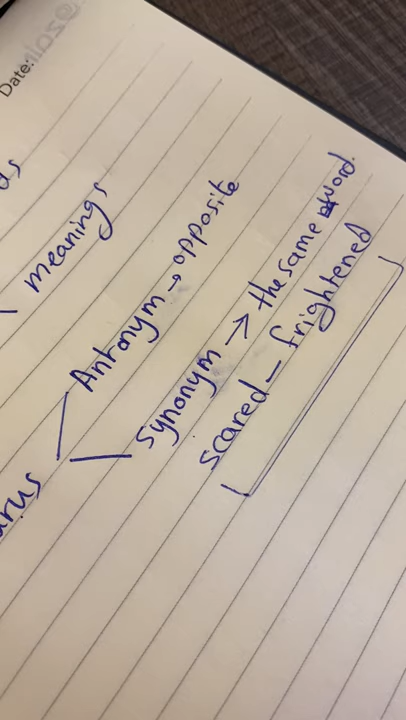 Date:
meanings
Antonym → opposite
Synonym → the same word.
scared - frightened